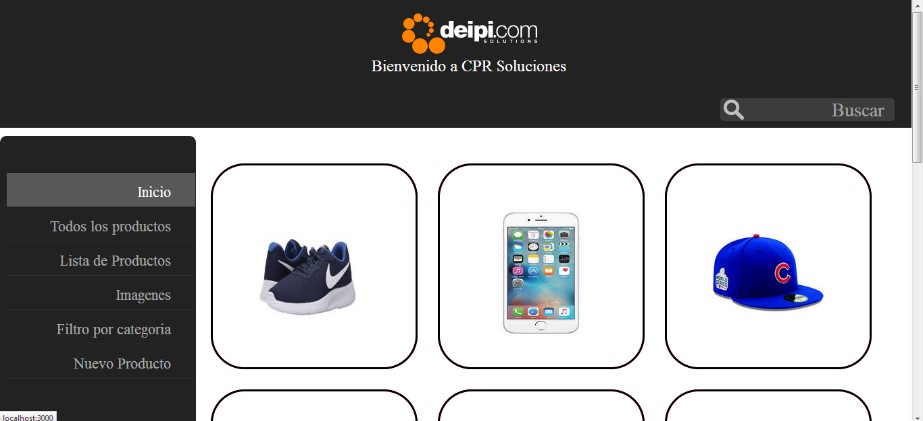 deipi.com
SOLUTIONS
Bienvenido a CPR Soluciones
Buscar
Inicio
Todos los productos
Lista de Productos
Imagenes
Filtro por categoria
Nuevo Producto
C
localhost:3000